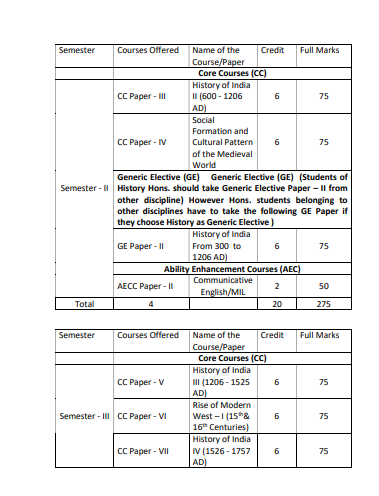 Semester Courses Offered Name of the Credit Full Marks
Course/Paper
Core Courses (CC)
Semester - II
CC Paper - III History of India 6 75
II (600 - 1206
AD)
CC Paper - IV Social 6 75
Formation and
Cultural Pattern
of the Medieval
World
Generic Elective (GE) Generic Elective (GE) (Students of
History Hons. should take Generic Elective Paper – II from
other discipline) However Hons. students belonging to
other disciplines have to take the following GE Paper if
they choose History as Generic Elective )
GE Paper - II History of India 6 75
From 300 to
1206 AD)
Ability Enhancement Courses (AEC)
AECC Paper - II Communicative 2 50
English/MIL
Total 4 20 275
Semester Courses Offered Name of the Credit Full Marks
Course/Paper
Core Courses (CC)
Semester - III
CC Paper - V History of India 6 75
III (1206 - 1525
AD)
CC Paper - VI Rise of Modern 6 75
West – I (15th &
16th Centuries)
CC Paper - VII History of India 6 75
IV (1526 - 1757
AD)